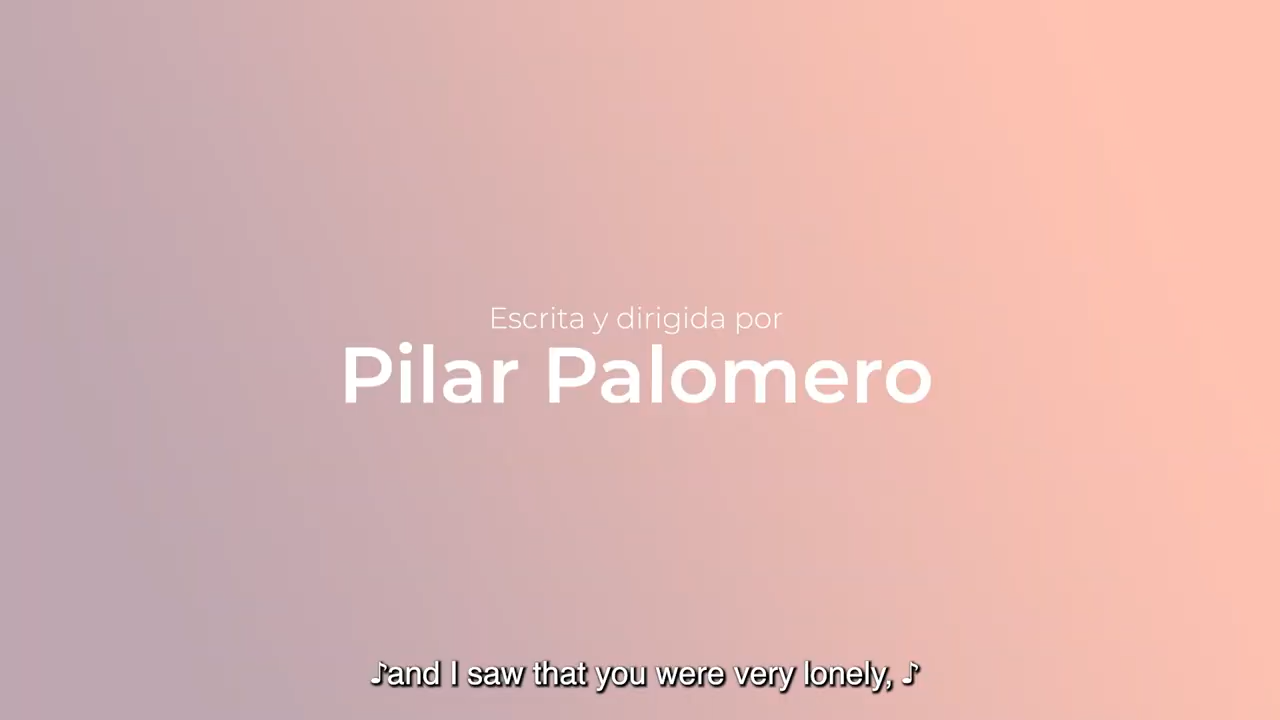 Escrita y dirigida por
Pilar Palomero
♪and I saw that you were very lonely, ♪